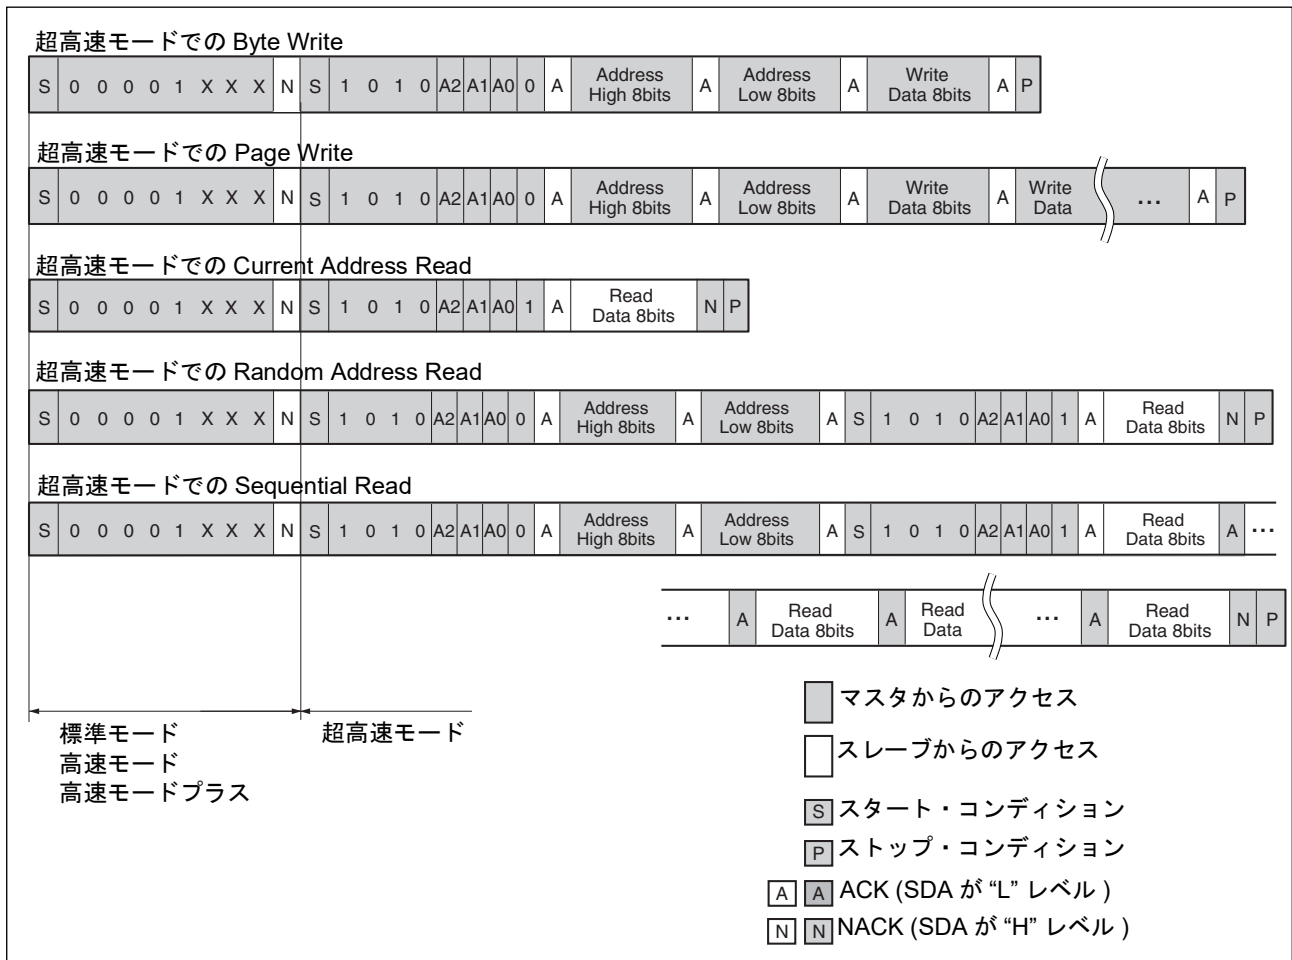 超高速モードでの Byte Write
S 0 0 0 0 1 X X X N S 1 0 1 0 A2 A1 A0 0 A Address High 8bits A Address Low 8bits A Write Data 8bits A P
超高速モードでの Page Write
S 0 0 0 0 1 X X X N S 1 0 1 0 A2 A1 A0 0 A Address High 8bits A Address Low 8bits A Write Data 8bits A Write Data ... A P
超高速モードでの Current Address Read
S 0 0 0 0 1 X X X N S 1 0 1 0 A2 A1 A0 1 A Read Data 8bits N P
超高速モードでの Random Address Read
S 0 0 0 0 1 X X X N S 1 0 1 0 A2 A1 A0 0 A Address High 8bits A Address Low 8bits A S 1 0 1 0 A2 A1 A0 1 A Read Data 8bits N P
超高速モードでの Sequential Read
S 0 0 0 0 1 X X X N S 1 0 1 0 A2 A1 A0 0 A Address High 8bits A Address Low 8bits A S 1 0 1 0 A2 A1 A0 1 A Read Data 8bits A ...
... A Read Data 8bits A Read Data ... A Read Data 8bits N P
標準モード
高速モード
高速モードプラス
超高速モード
マスタからのアクセス
スレーブからのアクセス
S スタート・コンディション
P ストップ・コンディション
A A ACK (SDA が “L” レベル )
N N NACK (SDA が “H” レベル )